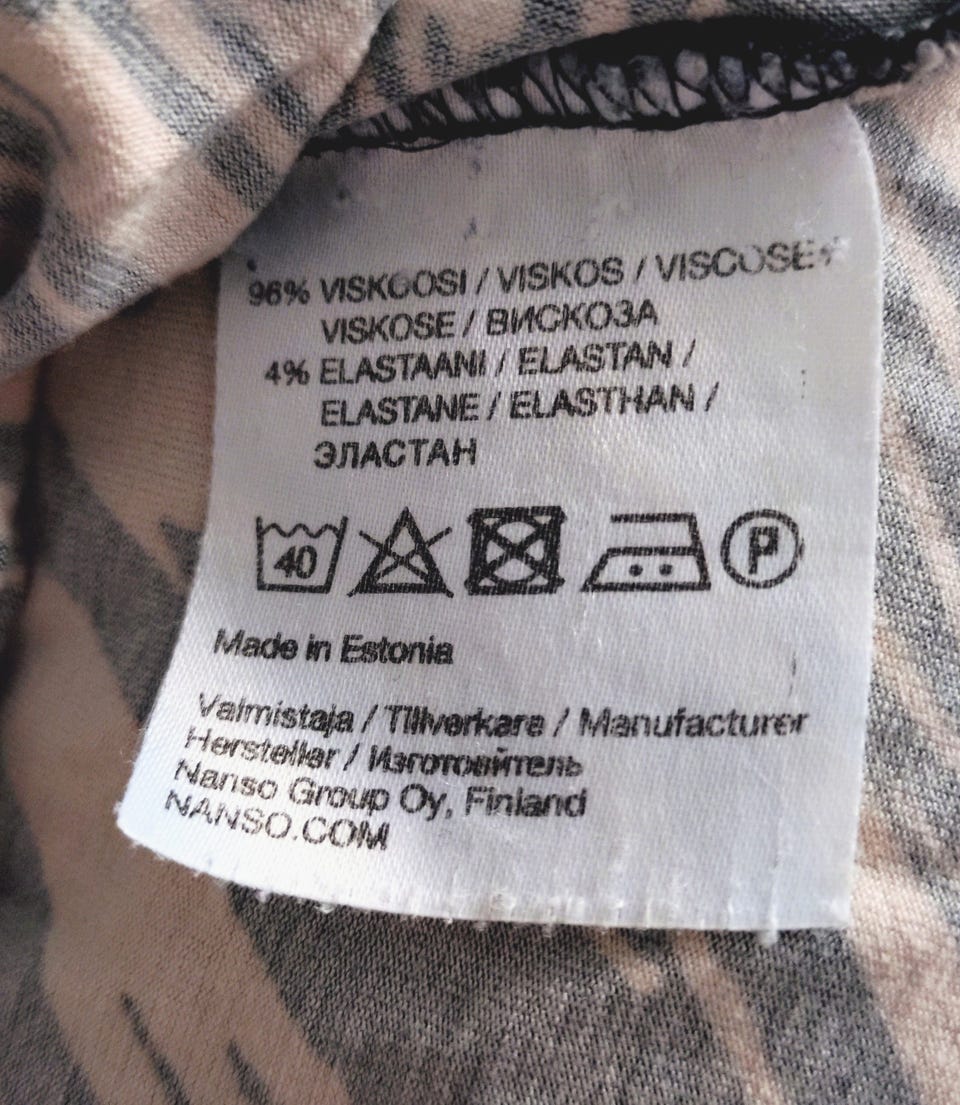 96% VISKOOSI / VISKOS / VISCOSE
VISKOSE / ВИСКОЗА
4% ELASTAANI / ELASTAN /
ELASTANE / ELASTHAN /
ЭЛАСТАН
40 P
Made in Estonia
Valmistaja / Tillverkare / Manufacturer
Hersteller / Изготовитель
Nanso Group Oy, Finland
NANSO.COM